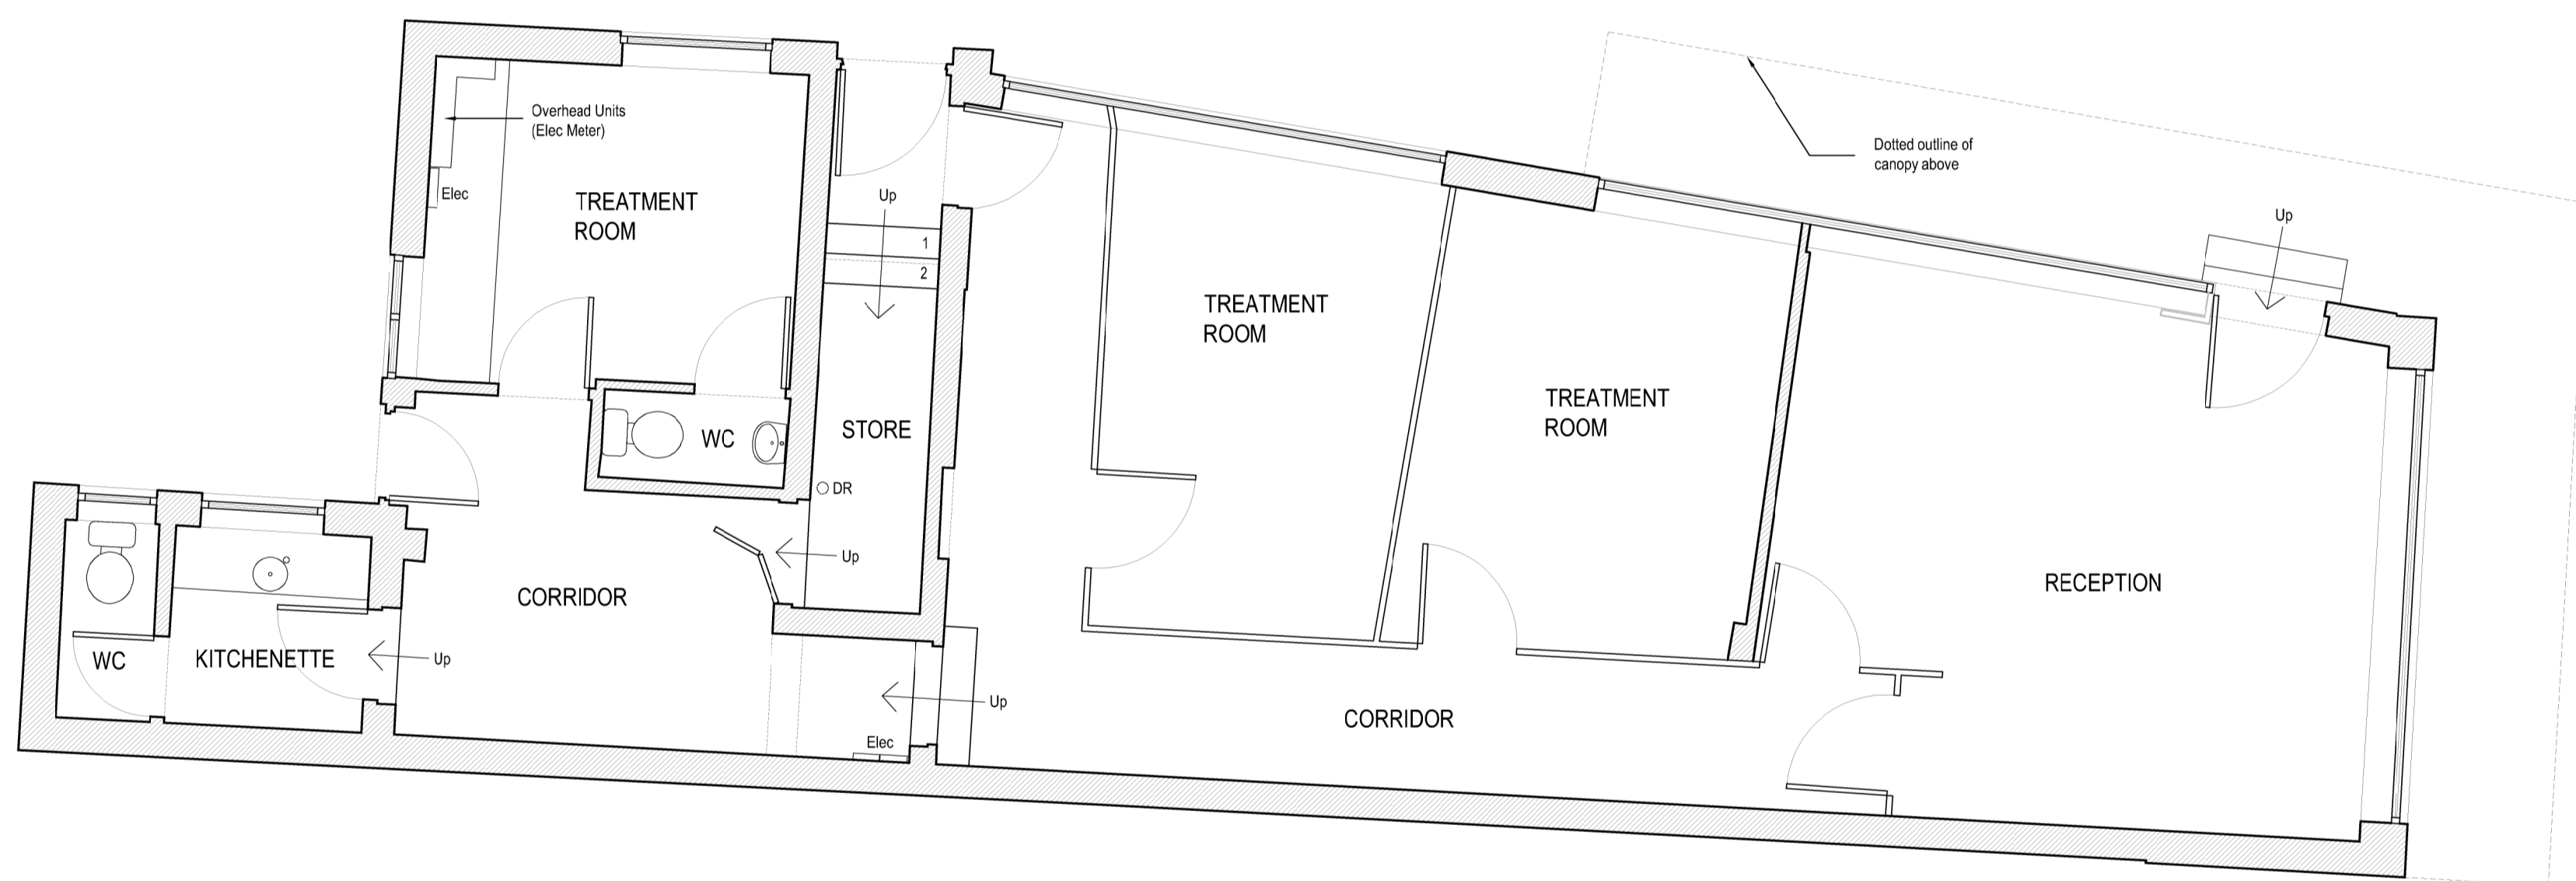 Overhead Units
(Elec Meter)
Elec
TREATMENT
ROOM
Up
1
2
Dotted outline of
canopy above
Up
TREATMENT
ROOM
TREATMENT
ROOM
WC
STORE
DR
Up
CORRIDOR
RECEPTION
WC
KITCHENETTE
Up
Up
Elec
CORRIDOR